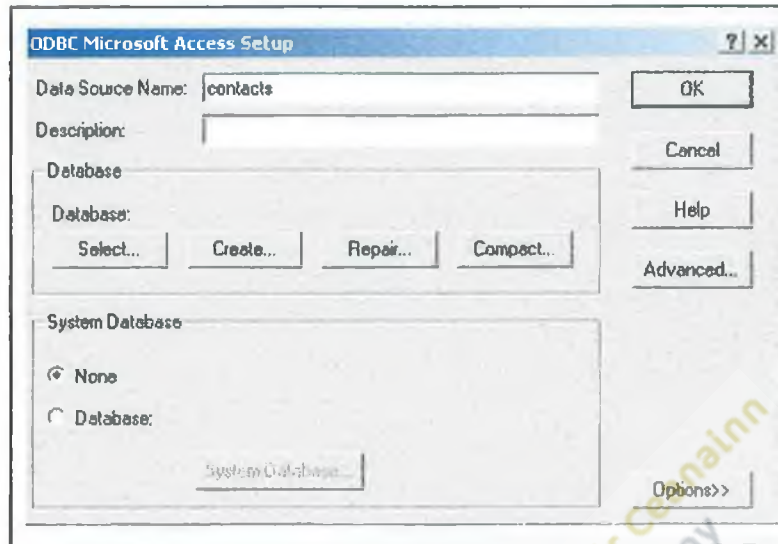 ODBC Microsoft Access Setup
Data Source Name: contacts
OK
Description:
Cancel
Database
Database:
Help
Select... Create... Repair... Compact...
Advanced...
System Database
None
Database:
System Database...
Options>>
Ceannainn